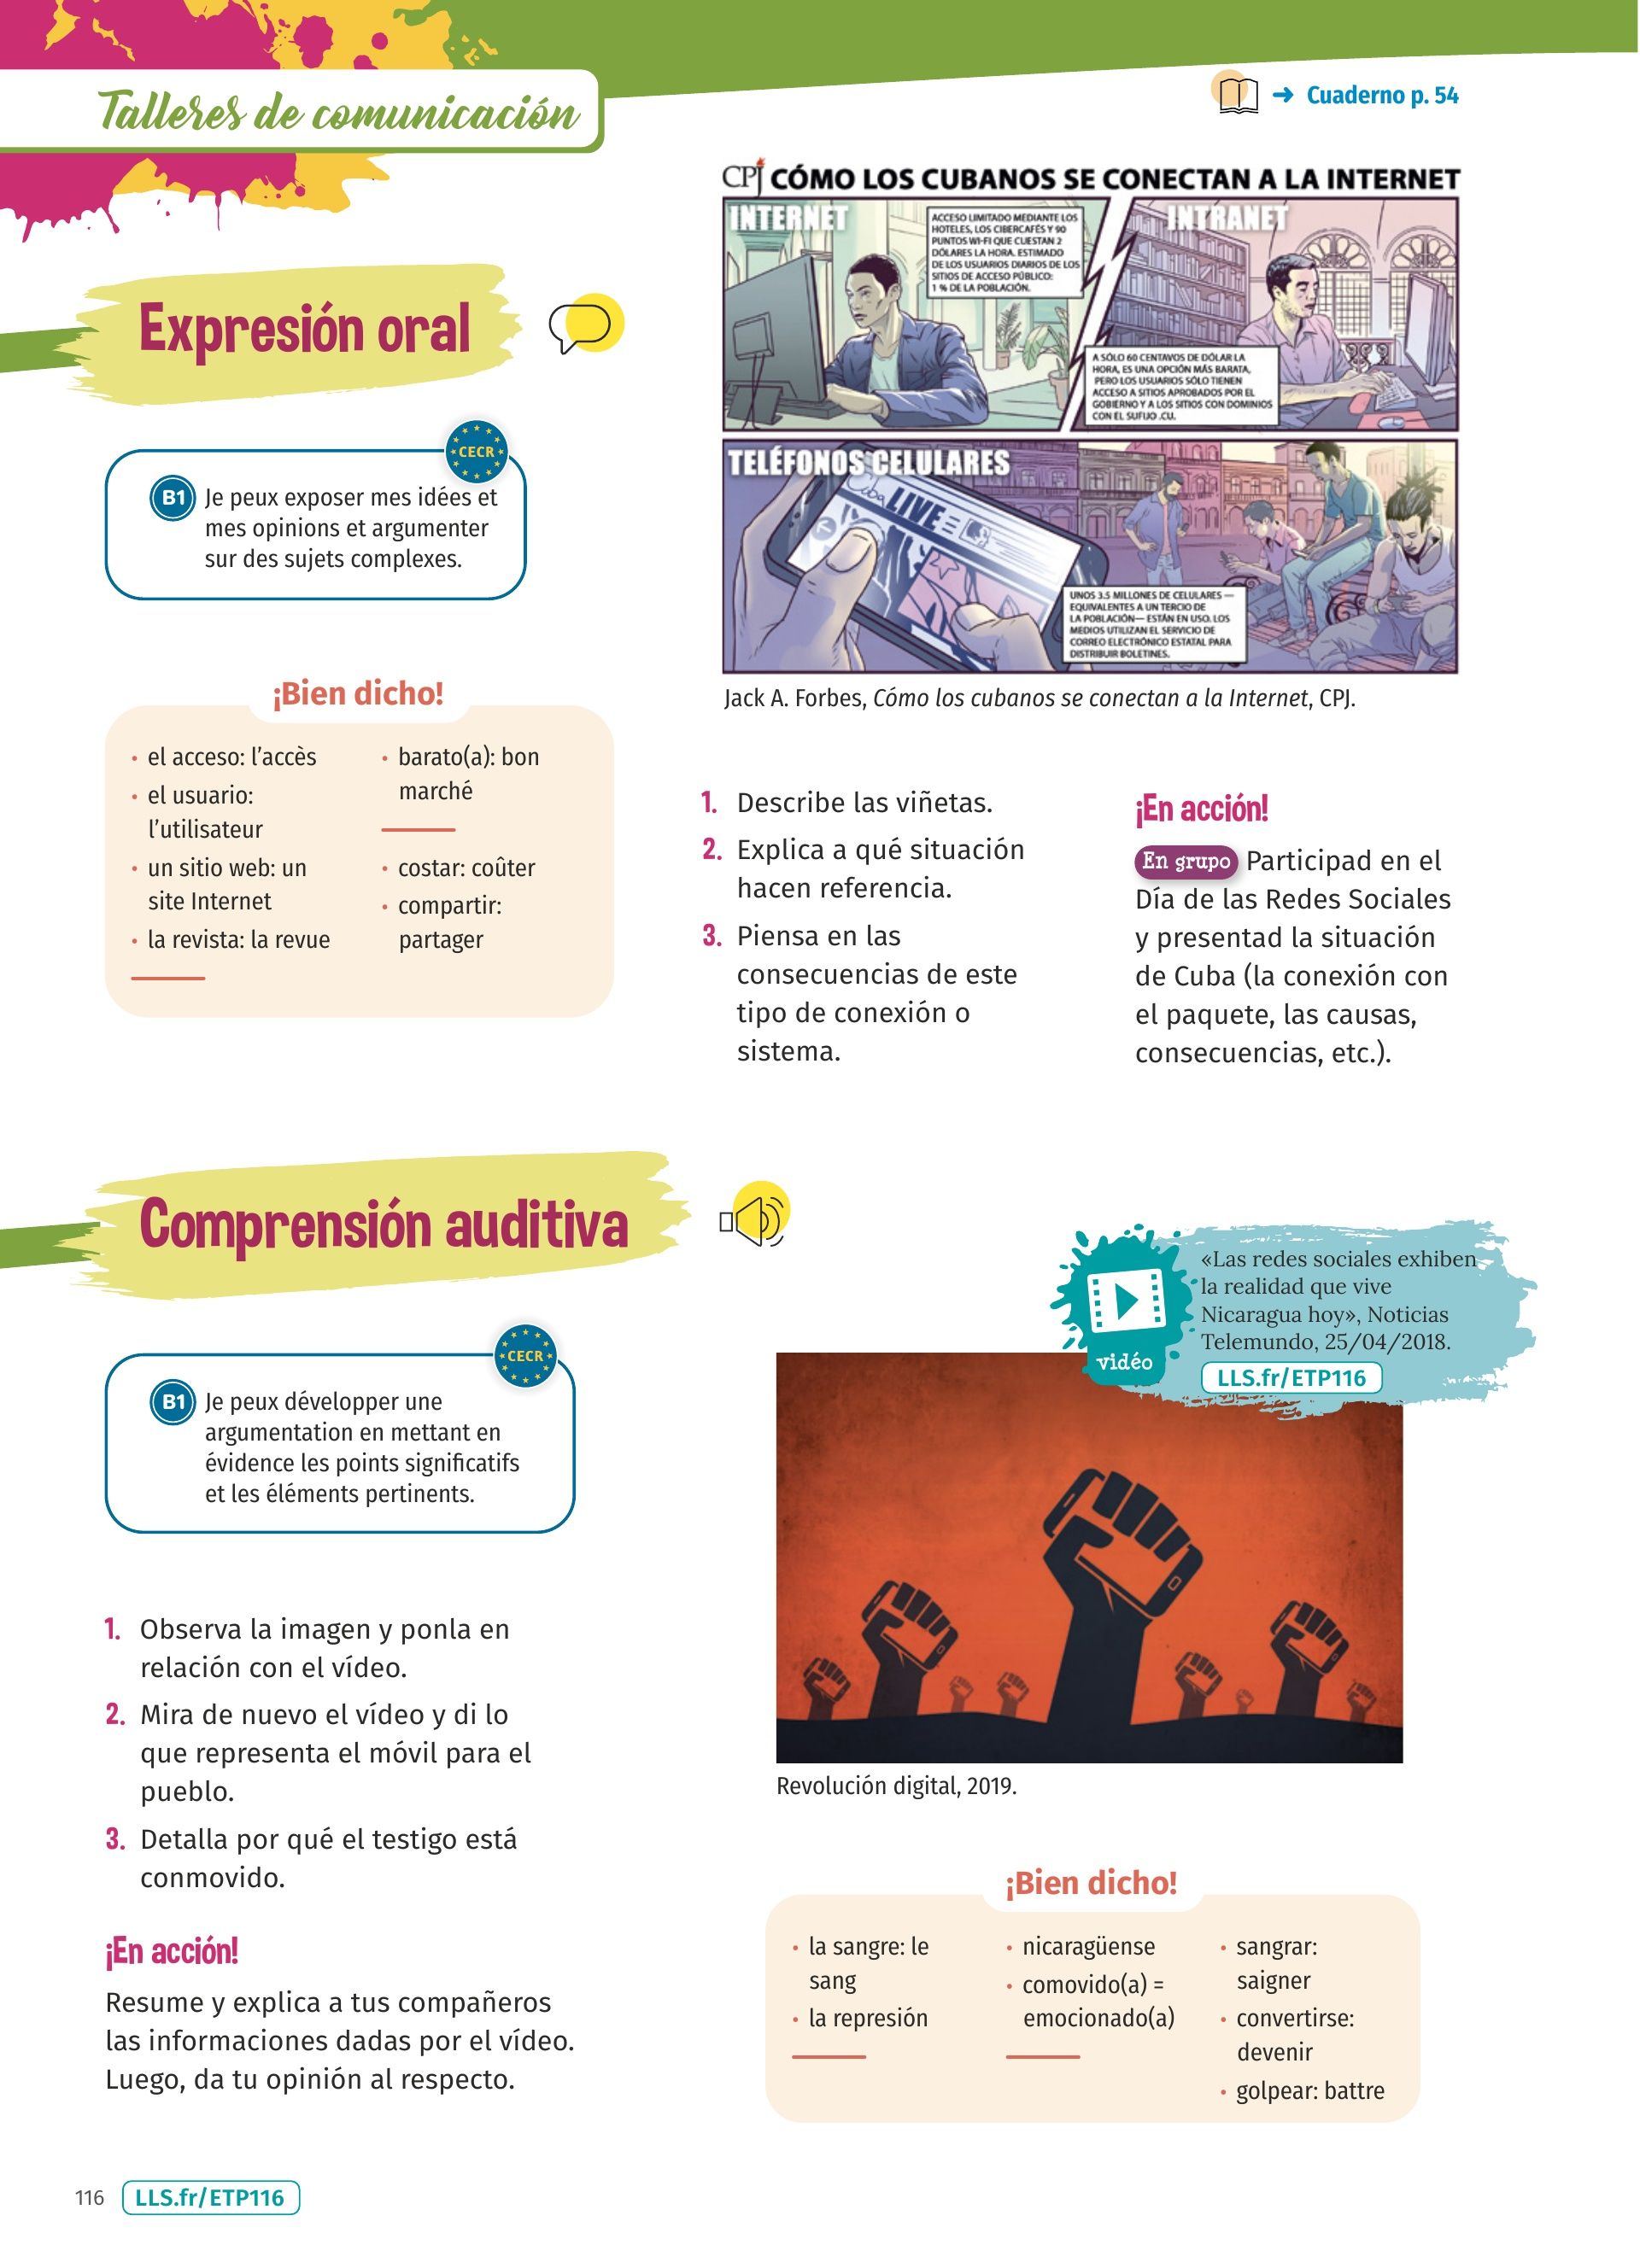 Talleres de comunicación
➜ Cuaderno p. 54
Expresión oral
CECR
B1 Je peux exposer mes idées et
mes opinions et argumenter
sur des sujets complexes.
¡Bien dicho!
• el acceso: l'accès
• el usuario:
l'utilisateur
• un sitio web: un
site Internet
• la revista: la revue
• barato(a): bon
marché
• costar: coûter
• compartir:
partager
CPJ CÓMO LOS CUBANOS SE CONECTAN A LA INTERNET
INTERNET
ACCESO LIMITADO MEDIANTE LOS
HOTELES, LOS CIBERCAFÉS Y 90
PUNTOS WI-FI QUE CUESTAN 2
DÓLARES LA HORA. ESTIMADO
DE LOS USUARIOS DIARIOS DE LOS
SITIOS DE ACCESO PÚBLICO:
1 % DE LA POBLACIÓN.
INTRANET
A SÓLO 60 CENTAVOS DE DÓLAR LA
HORA, ES UNA OPCIÓN MÁS BARATA,
PERO LOS USUARIOS SÓLO TIENEN
ACCESO A SITIOS APROBADOS POR EL
GOBIERNO Y A LOS SITIOS CON DOMINIOS
CON EL SUFIJO .CU.
TELÉFONOS CELULARES
Cuba
LIVE
UNOS 3.5 MILLONES DE CELULARES —
EQUIVALENTES A UN TERCIO DE
LA POBLACIÓN— ESTÁN EN USO. LOS
MEDIOS UTILIZAN EL SERVICIO DE
CORREO ELECTRÓNICO ESTATAL PARA
DISTRIBUIR BOLETINES.
Jack A. Forbes, Cómo los cubanos se conectan a la Internet, CPJ.
1. Describe las viñetas.
2. Explica a qué situación
hacen referencia.
3. Piensa en las
consecuencias de este
tipo de conexión o
sistema.
¡En acción!
En grupo Participad en el
Día de las Redes Sociales
y presentad la situación
de Cuba (la conexión con
el paquete, las causas,
consecuencias, etc.).
Comprensión auditiva
CECR
B1 Je peux développer une
argumentation en mettant en
évidence les points significatifs
et les éléments pertinents.
1. Observa la imagen y ponla en
relación con el vídeo.
2. Mira de nuevo el vídeo y di lo
que representa el móvil para el
pueblo.
3. Detalla por qué el testigo está
conmovido.
¡En acción!
Resume y explica a tus compañeros
las informaciones dadas por el vídeo.
Luego, da tu opinión al respecto.
vidéo
«Las redes sociales exhiben
la realidad que vive
Nicaragua hoy», Noticias
Telemundo, 25/04/2018.
LLS.fr/ETP116
Revolución digital, 2019.
¡Bien dicho!
• la sangre: le
sang
• la represión
• nicaragüense
• comovido(a) =
emocionado(a)
• sangrar:
saigner
• convertirse:
devenir
• golpear: battre
116 LLS.fr/ETP116